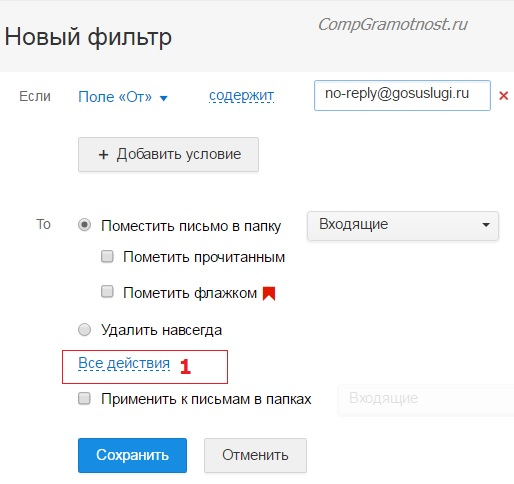 CompGramotnost.ru
Новый фильтр
Если Поле «От» содержит no-reply@gosuslugi.ru
+ Добавить условие
То Поместить письмо в папку Входящие
Пометить прочитанным
Пометить флажком
Удалить навсегда
Все действия 1
Применить к письмам в папках Входящие
Сохранить Отменить